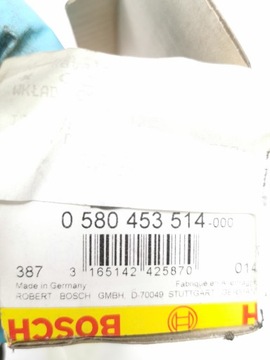 WKŁAD
0 580 453 514-000
387 3 165142 425870 014
Made in Germany
ROBERT BOSCH GMBH, D-70049 STUTTGART
BOSCH